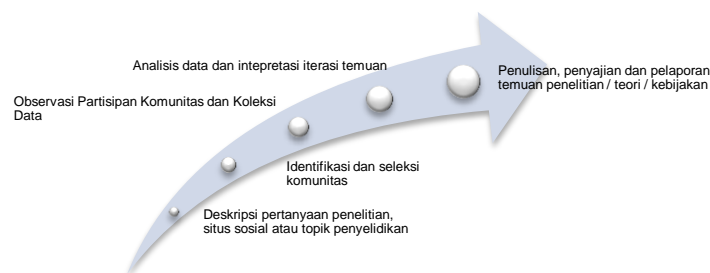 Analisis data dan intepretasi iterasi temuan
Penulisan, penyajian dan pelaporan
temuan penelitian / teori / kebijakan
Observasi Partisipan Komunitas dan Koleksi
Data
Identifikasi dan seleksi
komunitas
Deskripsi pertanyaan penelitian,
situs sosial atau topik penyelidikan